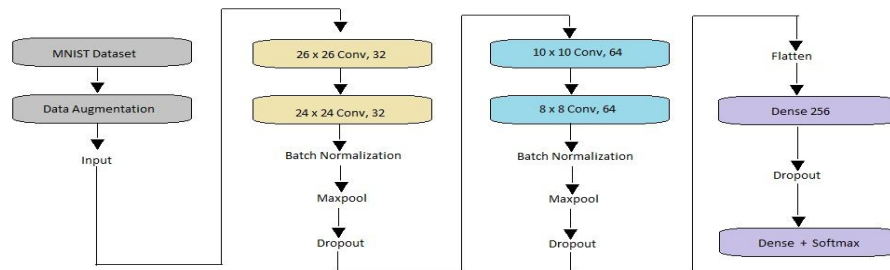 MNIST Dataset
Data Augmentation
Input
26 x 26 Conv, 32
24 x 24 Conv, 32
Batch Normalization
Maxpool
Dropout
10 x 10 Conv, 64
8 x 8 Conv, 64
Batch Normalization
Maxpool
Dropout
Flatten
Dense 256
Dropout
Dense + Softmax